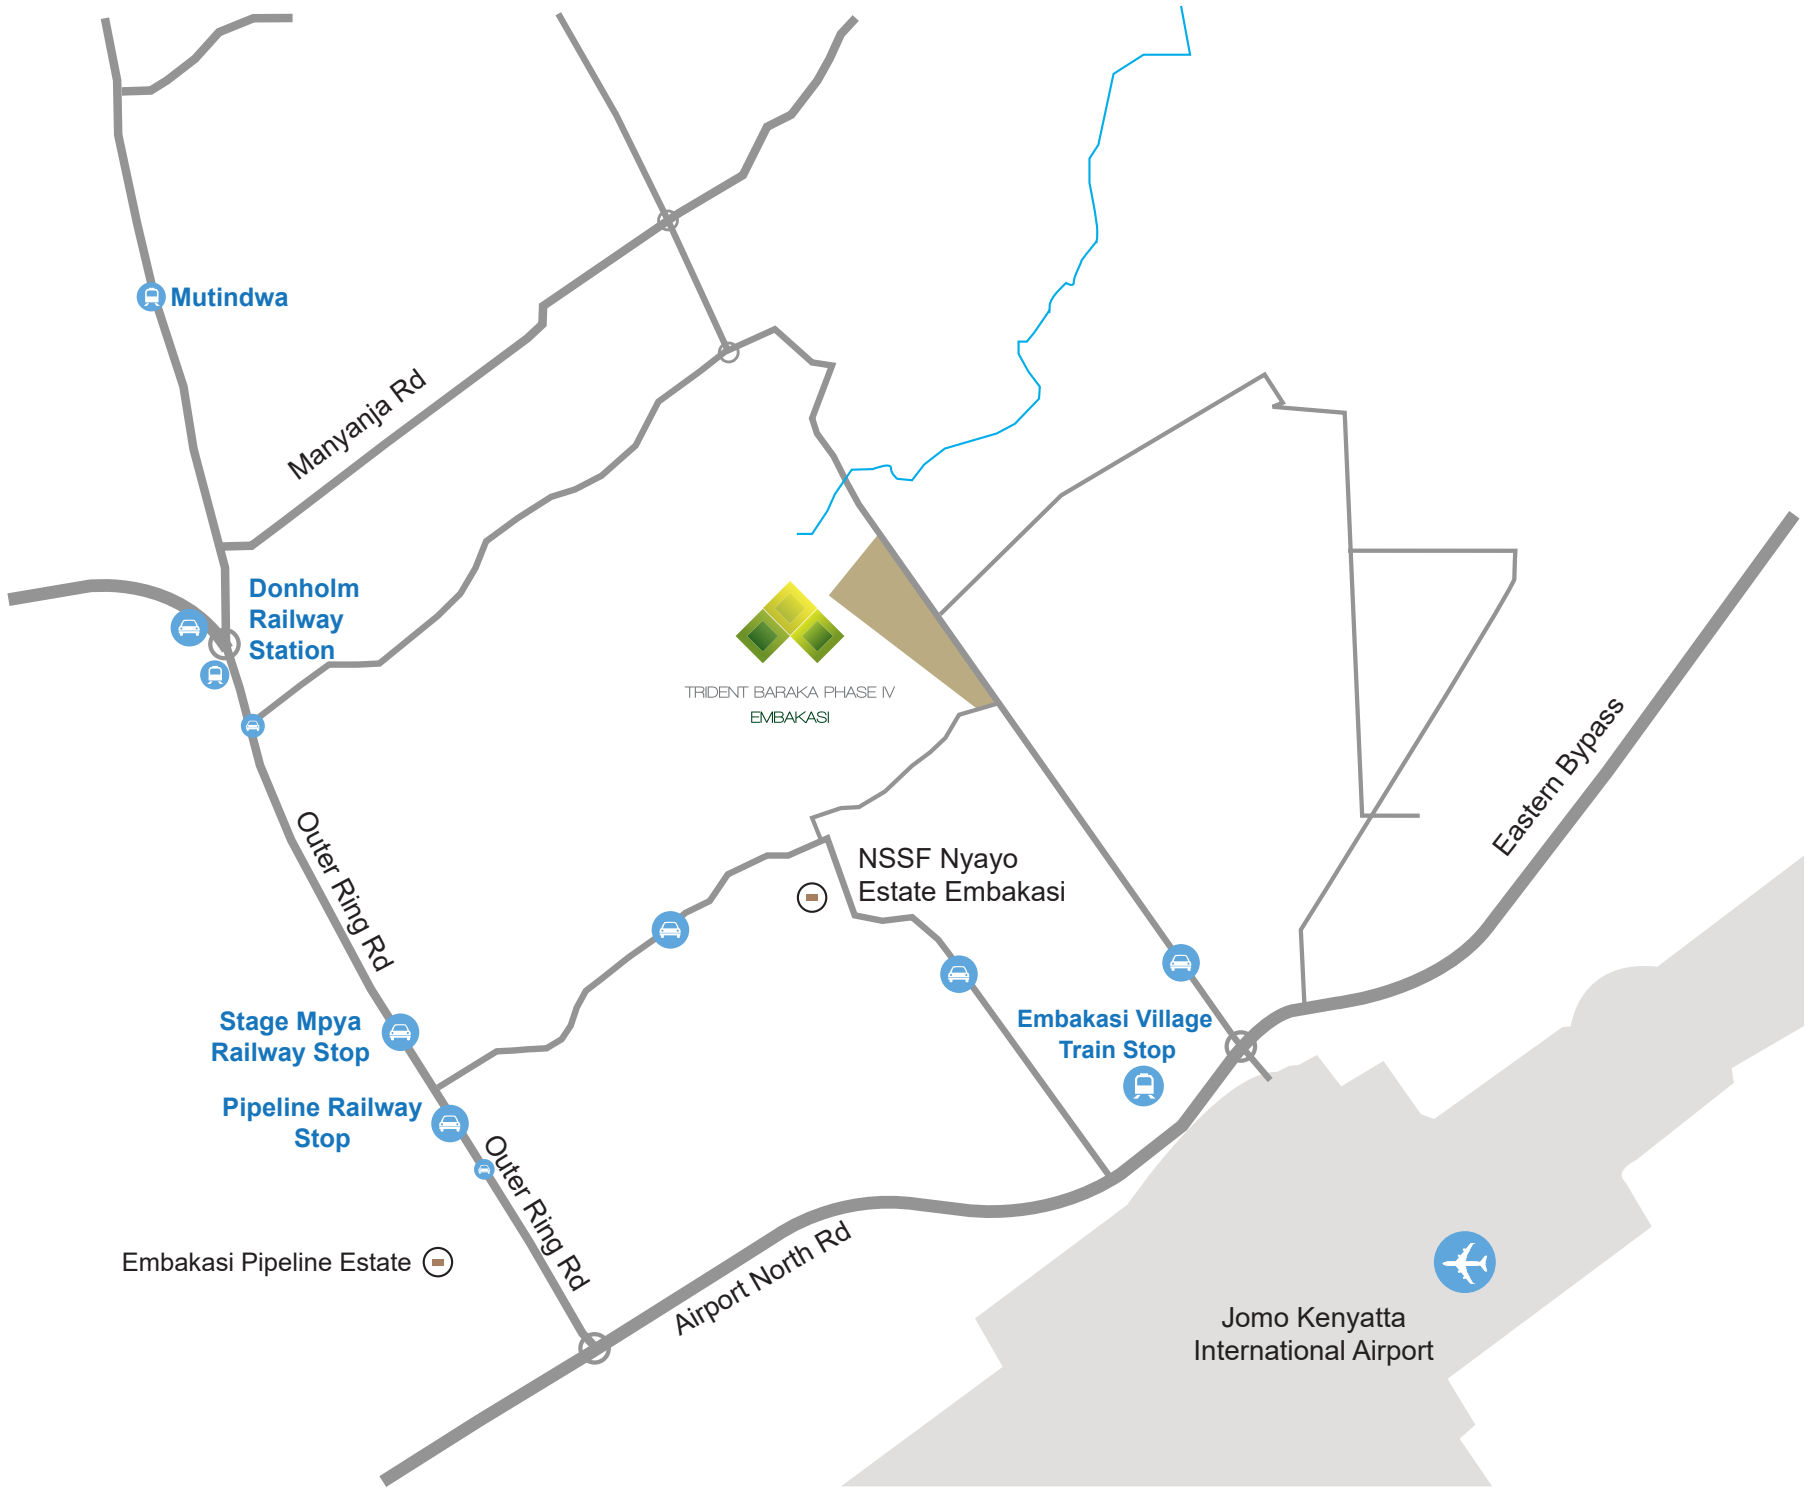 Mutindwa
Manyanja Rd
Donholm
Railway
Station
TRIDENT BARAKA PHASE IV
EMBAKASI
Eastern Bypass
Outer Ring Rd
NSSF Nyayo
Estate Embakasi
Stage Mpya
Railway Stop
Embakasi Village
Train Stop
Pipeline Railway
Stop
Outer Ring Rd
Embakasi Pipeline Estate
Airport North Rd
Jomo Kenyatta
International Airport